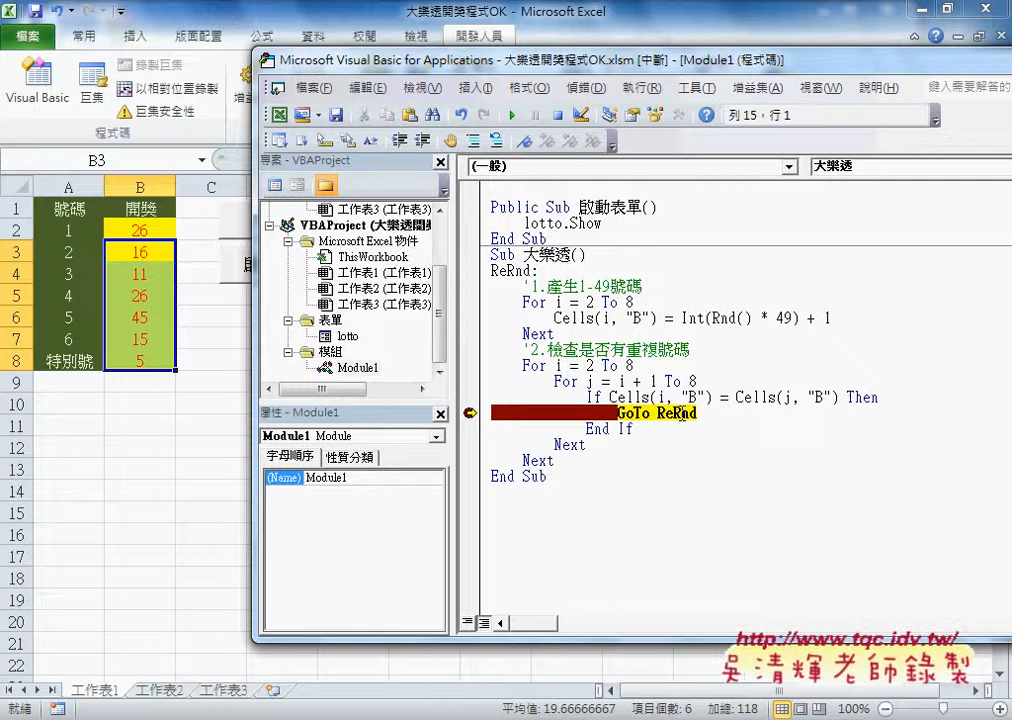 大樂透開獎程式OK - Microsoft Excel
檔案 常用 插入 版面配置 公式 資料 校閱 檢視 開發人員
Visual Basic 巨集
錄製巨集
以相對位置錄製
巨集安全性
程式碼
B3
A B C
1 號碼 開獎
2 1 26
3 2 16
4 3 11
5 4 26
6 5 45
7 6 15
8 特別號 5
9
10
11
12
13
14
15
16
17
18
19
20
21
22
工作表1 工作表2 工作表3
就緒 平均值: 19.66666667 項目個數: 6 加總: 118 100%
Microsoft Visual Basic for Applications - 大樂透開獎程式OK.xlsm [中斷] - [Module1 (程式碼)]
檔案(F) 編輯(E) 檢視(V) 插入(I) 格式(O) 偵錯(D) 執行(R) 工具(T) 增益集(A) 視窗(W) 說明(H) 鍵入需要解答的
列 15，行 1
專案 - VBAProject
工作表3 (工作表3)
VBAProject (大樂透開
Microsoft Excel 物件
ThisWorkbook
工作表1 (工作表1)
工作表2 (工作表2)
工作表3 (工作表3)
表單
lotto
模組
Module1
屬性 - Module1
Module1 Module
字母順序 性質分類
(Name) Module1
(一般) 大樂透
Public Sub 啟動表單()
lotto.Show
End Sub
Sub 大樂透()
ReRnd:
'1.產生1-49號碼
For i = 2 To 8
Cells(i, "B") = Int(Rnd() * 49) + 1
Next
'2.檢查是否有重複號碼
For i = 2 To 8
For j = i + 1 To 8
If Cells(i, "B") = Cells(j, "B") Then
GoTo ReRnd
End If
Next
Next
End Sub
http://www.tqc.idv.tw/
吳清輝老師錄製